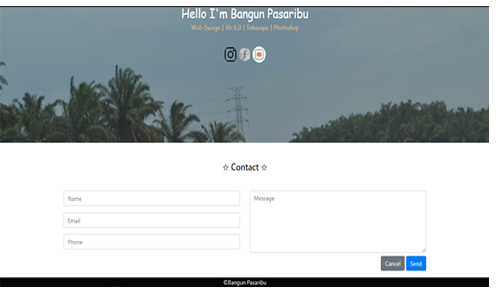 Hello I'm Bangun Pasaribu
Web Design | Vb 6.0 | Inkscape | Photoshop
☆ Contact ☆
Name
Message
Email
Phone
Cancel
Send
©Bangun Pasaribu